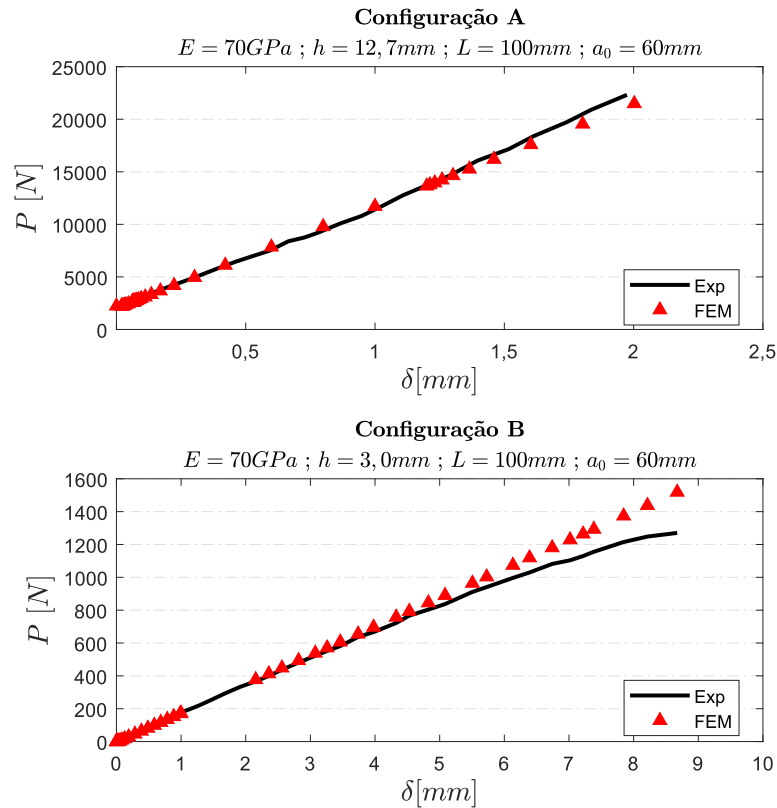 Configuração A
E = 70GPa ; h = 12,7mm ; L = 100mm ; a₀ = 60mm
25000
20000
15000
10000
5000
0
P [N]
0,5
1
1,5
2
2,5
δ[mm]
Exp
FEM
Configuração B
E = 70GPa ; h = 3,0mm ; L = 100mm ; a₀ = 60mm
1600
1400
1200
1000
800
600
400
200
0
P [N]
0
1
2
3
4
5
6
7
8
9
10
δ[mm]
Exp
FEM